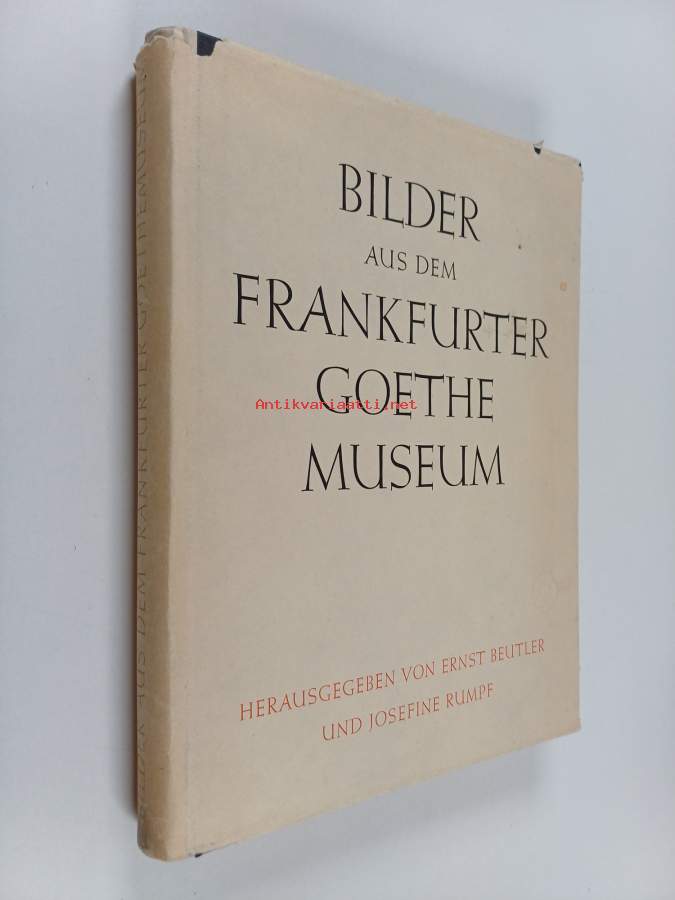 BILDER
AUS DEM
FRANKFURTER
GOETHE
MUSEUM
HERAUSGEGEBEN VON ERNST BEUTLER
UND JOSEFINE RUMPF
BILDER AUS DEM FRANKFURTER GOETHEMUSEUM
Antikvariaatti.net